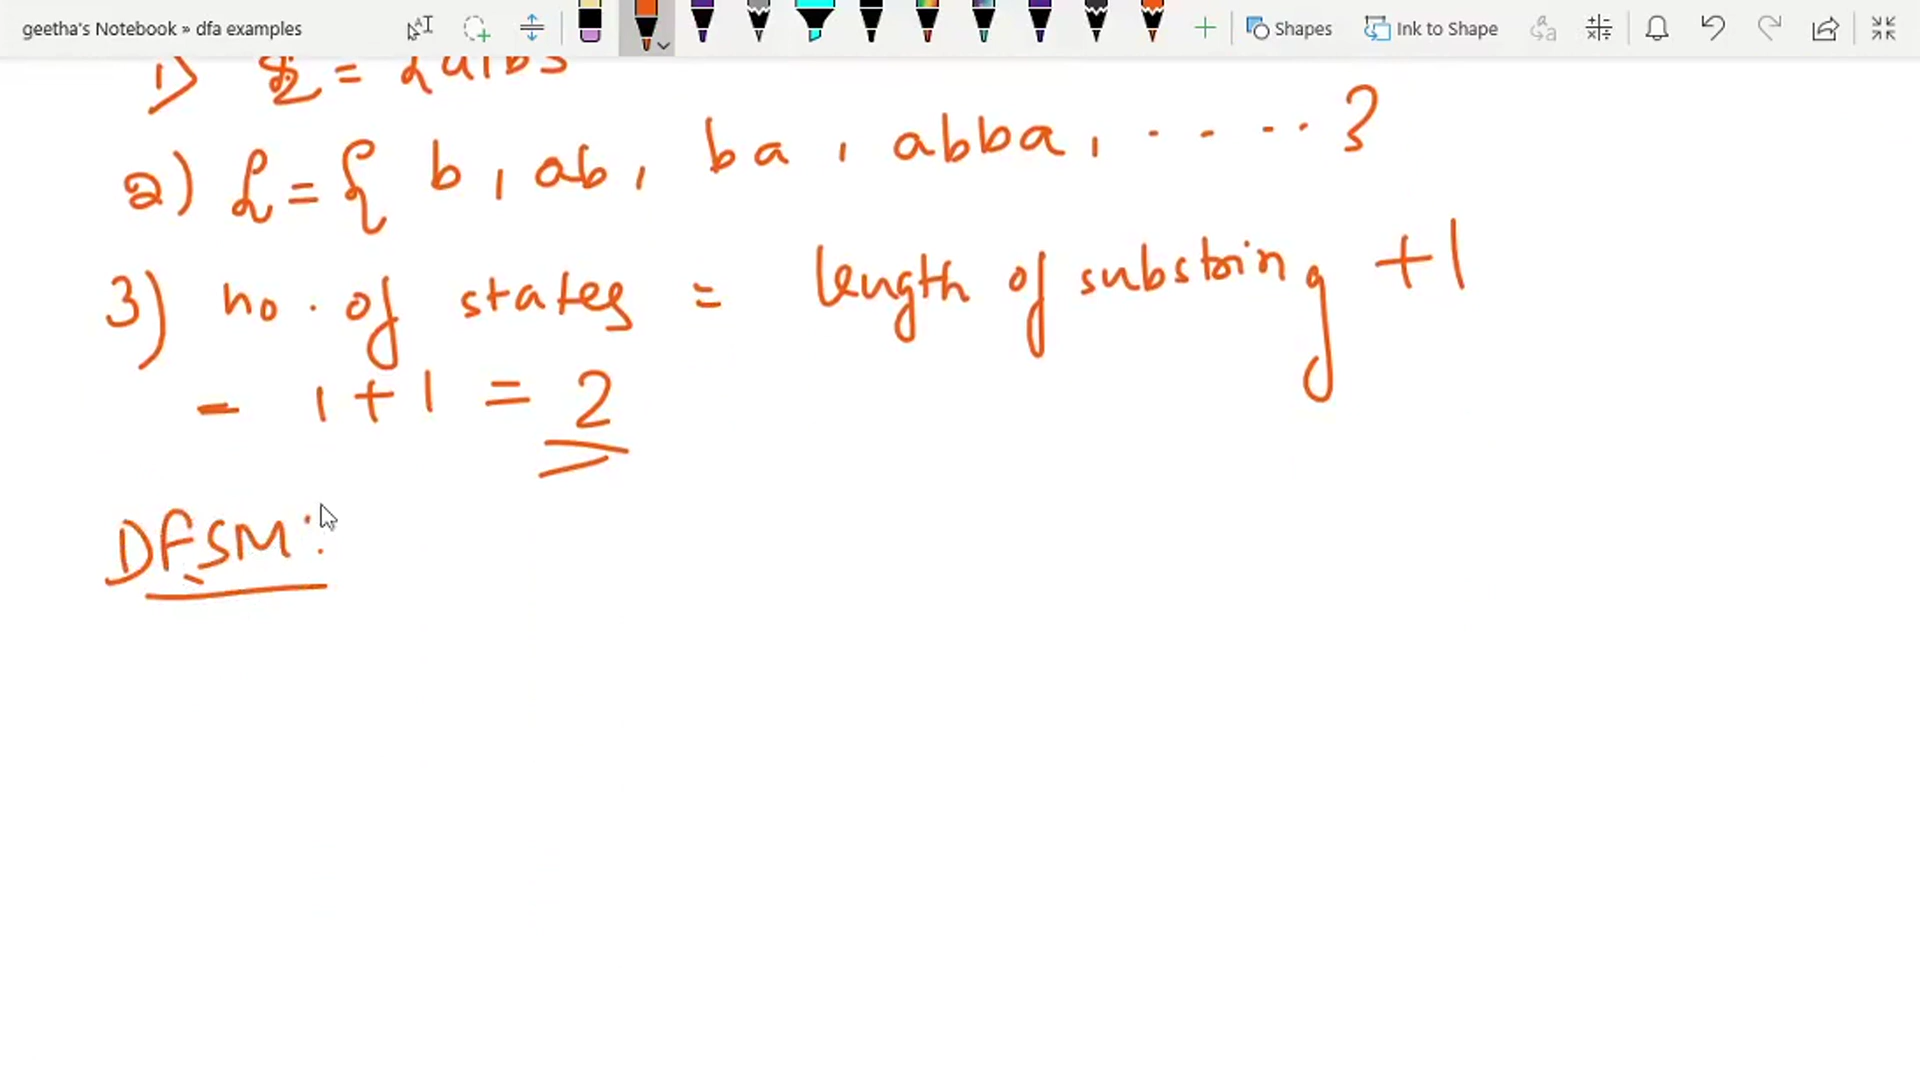 geetha's Notebook » dfa examples Shapes Ink to Shape
1) Σ = {a,b}
2) L = { b, ab, ba, abba, ..... }
3) no. of states = length of substring +1
- 1+1 = 2
DFSM: